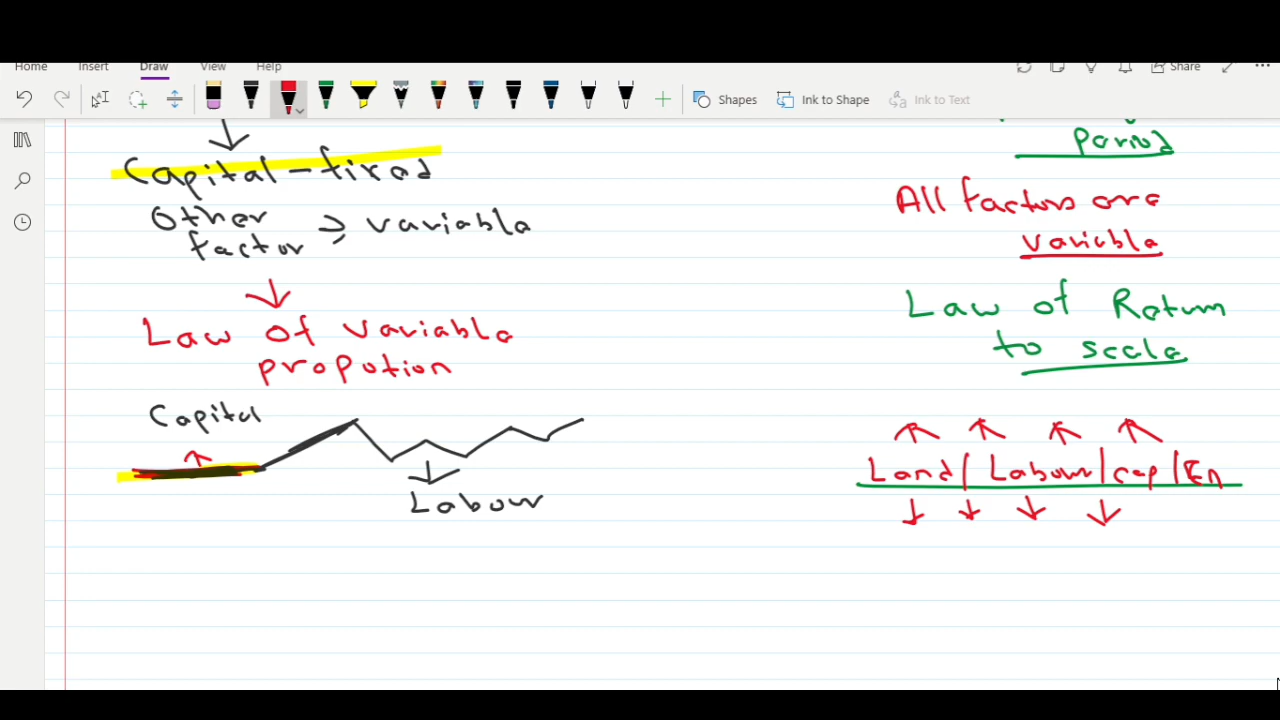 Home Insert Draw View Help
Share
Shapes Ink to Shape Ink to Text
Capital - fixed
Other => variable
factor
Law of variable
propotion
Capital
Labour
period
All factors are
variable
Law of Return
to scale
Land/ Labour/cap/En